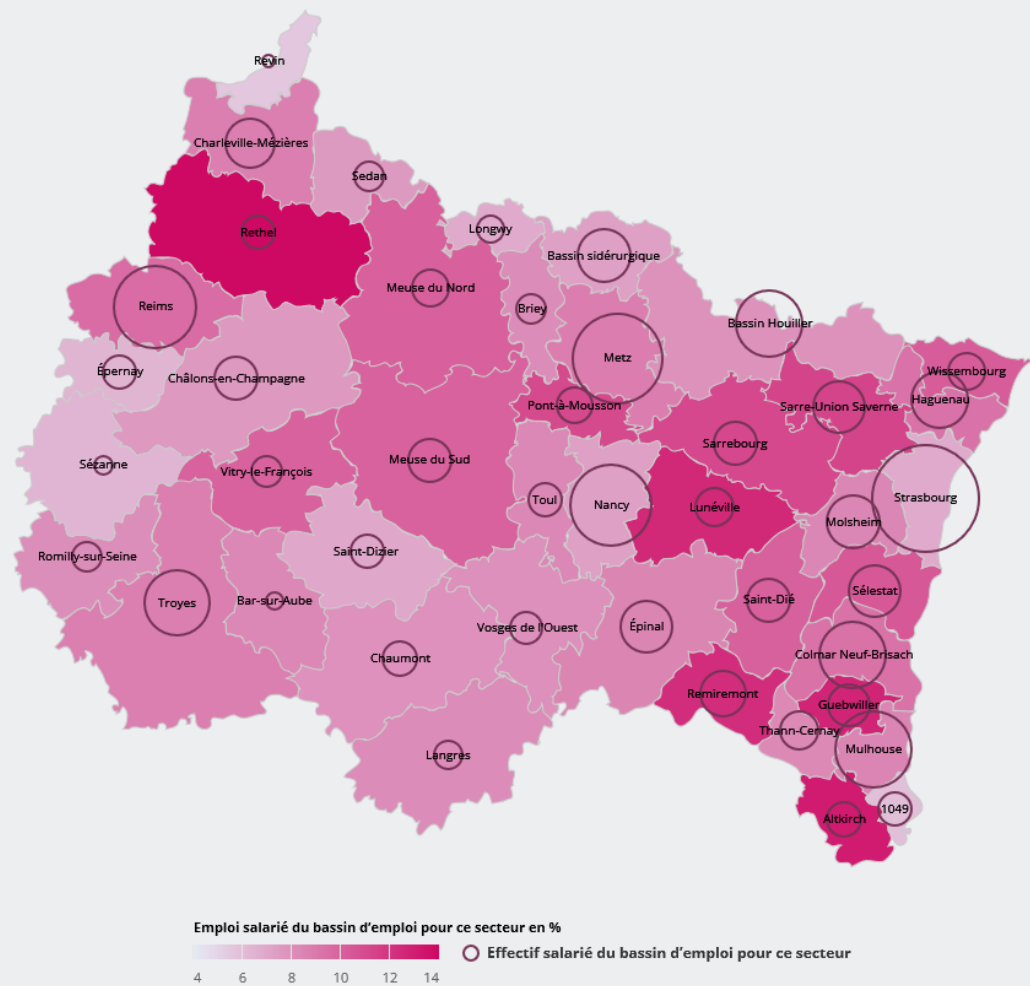 Revin
Charleville-Mézières
Sedan
Rethel
Longwy
Bassin sidérurgique
Meuse du Nord
Reims
Briey
Bassin Houiller
Metz
Épernay
Châlons-en-Champagne
Wissembourg
Haguenau
Pont-à-Mousson
Sarre-Union Saverne
Sarrebourg
Meuse du Sud
Sézanne
Vitry-le-François
Toul
Nancy
Lunéville
Strasbourg
Molsheim
Romilly-sur-Seine
Saint-Dizier
Troyes
Bar-sur-Aube
Sélestat
Saint-Dié
Vosges de l'Ouest
Épinal
Chaumont
Colmar Neuf-Brisach
Remiremont
Guebwiller
Thann-Cernay
Mulhouse
Langres
1049
Altkirch
Emploi salarié du bassin d’emploi pour ce secteur en %
Effectif salarié du bassin d’emploi pour ce secteur
4 6 8 10 12 14